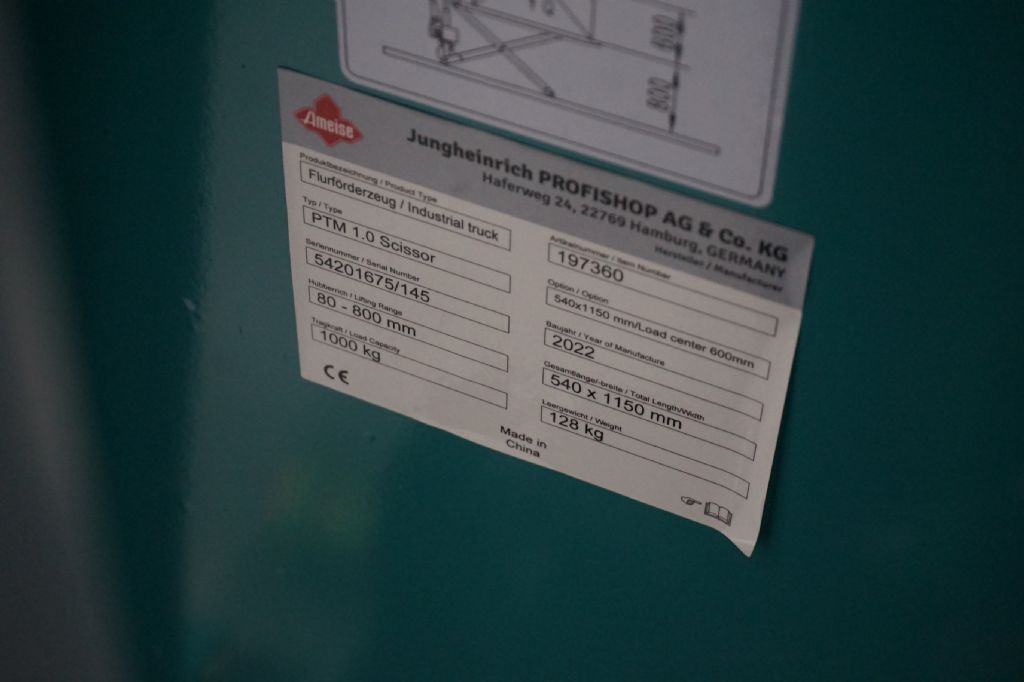 600
800
Ameise
Jungheinrich PROFISHOP AG & Co. KG
Haferweg 24, 22769 Hamburg, GERMANY
Hersteller / Manufacturer
Produktbezeichnung / Product Type
Flurförderzeug / Industrial truck
Typ / Type
PTM 1.0 Scissor
Seriennummer / Serial Number
54201675/145
Hubberrich / Lifting Range
80 - 800 mm
Tragkraft / Load Capacity
1000 kg
CE
Artikelnummer / Item Number
197360
Option / Option
540x1150 mm/Load center 600mm
Baujahr / Year of Manufacture
2022
Gesamtlänge/-breite / Total Length/Width
540 x 1150 mm
Leergewicht / Weight
128 kg
Made in
China